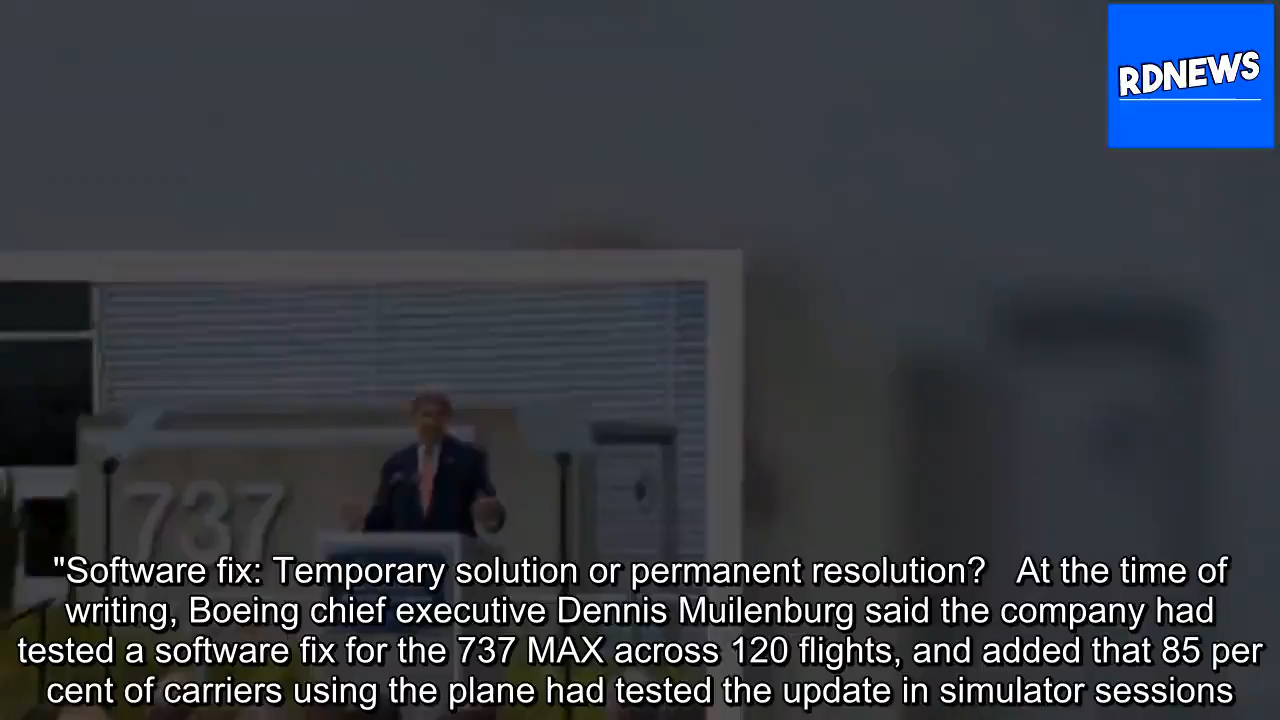 RDNEWS
737
"Software fix: Temporary solution or permanent resolution?   At the time of
writing, Boeing chief executive Dennis Muilenburg said the company had
tested a software fix for the 737 MAX across 120 flights, and added that 85 per
cent of carriers using the plane had tested the update in simulator sessions